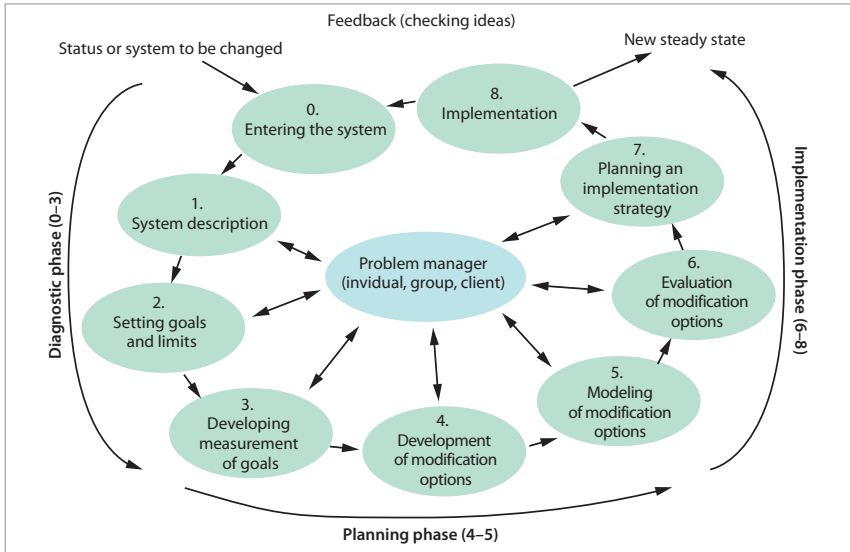 Feedback (checking ideas)
Status or system to be changed
New steady state
0.
Entering the system
8.
Implementation
7.
Planning an
implementation
strategy
1.
System description
Problem manager
(invidual, group, client)
6.
Evaluation
of modification
options
2.
Setting goals
and limits
5.
Modeling
of modification
options
3.
Developing
measurement
of goals
4.
Development
of modification
options
Diagnostic phase (0–3)
Implementation phase (6–8)
Planning phase (4–5)